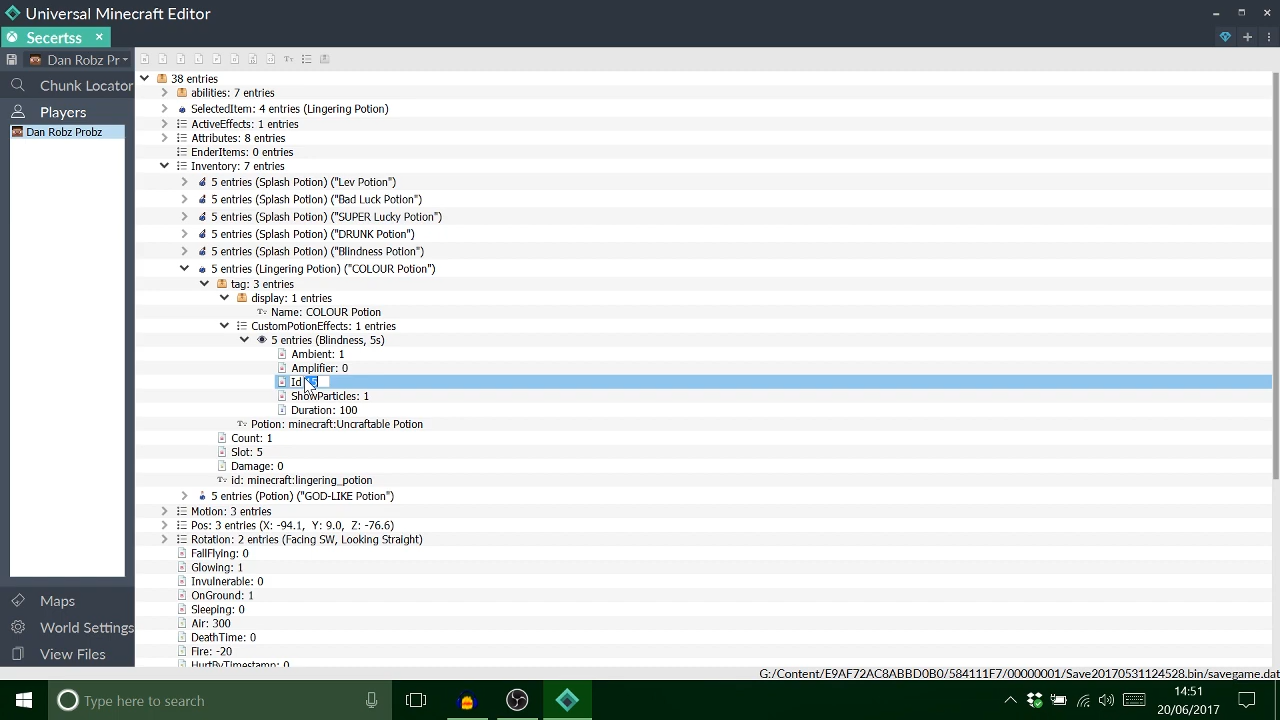 Universal Minecraft Editor
Secertss
Dan Robz Pr
Chunk Locator
Players
Dan Robz Probz
Maps
World Settings
View Files
38 entries
abilities: 7 entries
SelectedItem: 4 entries (Lingering Potion)
ActiveEffects: 1 entries
Attributes: 8 entries
EnderItems: 0 entries
Inventory: 7 entries
5 entries (Splash Potion) ("Lev Potion")
5 entries (Splash Potion) ("Bad Luck Potion")
5 entries (Splash Potion) ("SUPER Lucky Potion")
5 entries (Splash Potion) ("DRUNK Potion")
5 entries (Splash Potion) ("Blindness Potion")
5 entries (Lingering Potion) ("COLOUR Potion")
tag: 3 entries
display: 1 entries
Name: COLOUR Potion
CustomPotionEffects: 1 entries
5 entries (Blindness, 5s)
Ambient: 1
Amplifier: 0
Id
ShowParticles: 1
Duration: 100
Potion: minecraft:Uncraftable Potion
Count: 1
Slot: 5
Damage: 0
id: minecraft:lingering_potion
5 entries (Potion) ("GOD-LIKE Potion")
Motion: 3 entries
Pos: 3 entries (X: -94.1, Y: 9.0, Z: -76.6)
Rotation: 2 entries (Facing SW, Looking Straight)
FallFlying: 0
Glowing: 1
Invulnerable: 0
OnGround: 1
Sleeping: 0
Air: 300
DeathTime: 0
Fire: -20
HurtByTimestamp: 0
G:/Content/E9AF72AC8ABBD0B0/584111F7/00000001/Save20170531124528.bin/savegame.dat
Type here to search
14:51
20/06/2017